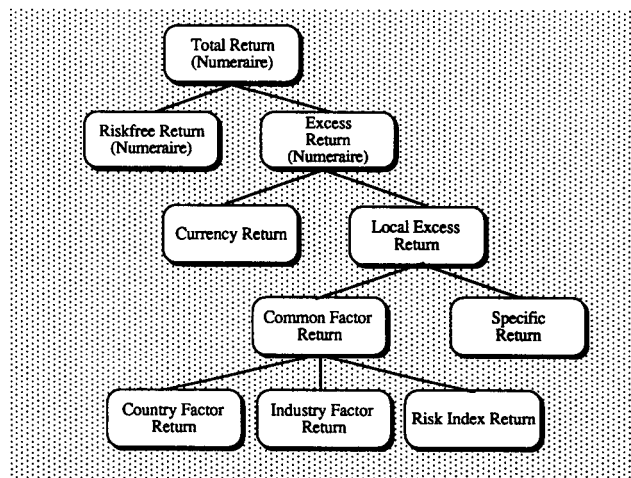 Total Return
(Numeraire)
Riskfree Return
(Numeraire)
Excess
Return
(Numeraire)
Currency Return
Local Excess
Return
Common Factor
Return
Specific
Return
Country Factor
Return
Industry Factor
Return
Risk Index Return